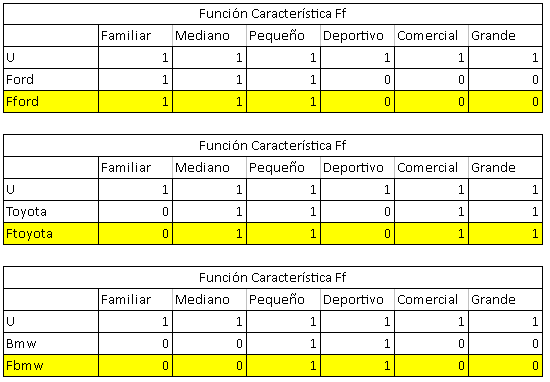 Función Característica Ff
Familiar Mediano Pequeño Deportivo Comercial Grande
U 1 1 1 1 1 1
Ford 1 1 1 0 0 0
Fford 1 1 1 0 0 0
Función Característica Ff
Familiar Mediano Pequeño Deportivo Comercial Grande
U 1 1 1 1 1 1
Toyota 0 1 1 0 1 1
Ftoyota 0 1 1 0 1 1
Función Característica Ff
Familiar Mediano Pequeño Deportivo Comercial Grande
U 1 1 1 1 1 1
Bmw 0 0 1 1 0 0
Fbmw 0 0 1 1 0 0